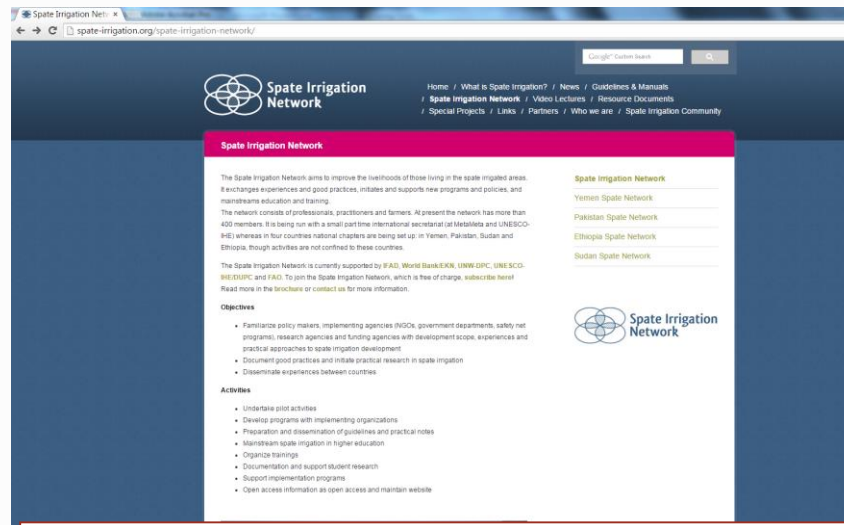 Spate Irrigation Net
spate-irrigation.org/spate-irrigation-network/
Google Custom Search
Spate Irrigation
Network
Home / What is Spate Irrigation? / News / Guidelines & Manuals
/ Spate Irrigation Network / Video Lectures / Resource Documents
/ Special Projects / Links / Partners / Who we are / Spate Irrigation Community
Spate Irrigation Network
The Spate Irrigation Network aims to improve the livelihoods of those living in the spate irrigated areas.
It exchanges experiences and good practices, initiates and supports new programs and policies, and
mainstreams education and training.
The network consists of professionals, practitioners and farmers. At present the network has more than
400 members. It is being run with a small part time international secretariat (at MetaMeta and UNESCO-
IHE) whereas in four countries national chapters are being set up: in Yemen, Pakistan, Sudan and
Ethiopia, though activities are not confined to these countries.
The Spate Irrigation Network is currently supported by IFAD, World Bank/EKN, UNW-DPC, UNESCO-
IHE/DUPC and FAO. To join the Spate Irrigation Network, which is free of charge, subscribe here!
Read more in the brochure or contact us for more information.
Objectives
• Familiarize policy makers, implementing agencies (NGOs, government departments, safety net
programs), research agencies and funding agencies with development scope, experiences and
practical approaches to spate irrigation development
• Document good practices and initiate practical research in spate irrigation
• Disseminate experiences between countries
Activities
• Undertake pilot activities
• Develop programs with implementing organizations
• Preparation and dissemination of guidelines and practical notes
• Mainstream spate irrigation in higher education
• Organize trainings
• Documentation and support student research
• Support implementation programs
• Open access information as open access and maintain website
Spate Irrigation Network
Yemen Spate Network
Pakistan Spate Network
Ethiopia Spate Network
Sudan Spate Network
Spate Irrigation
Network